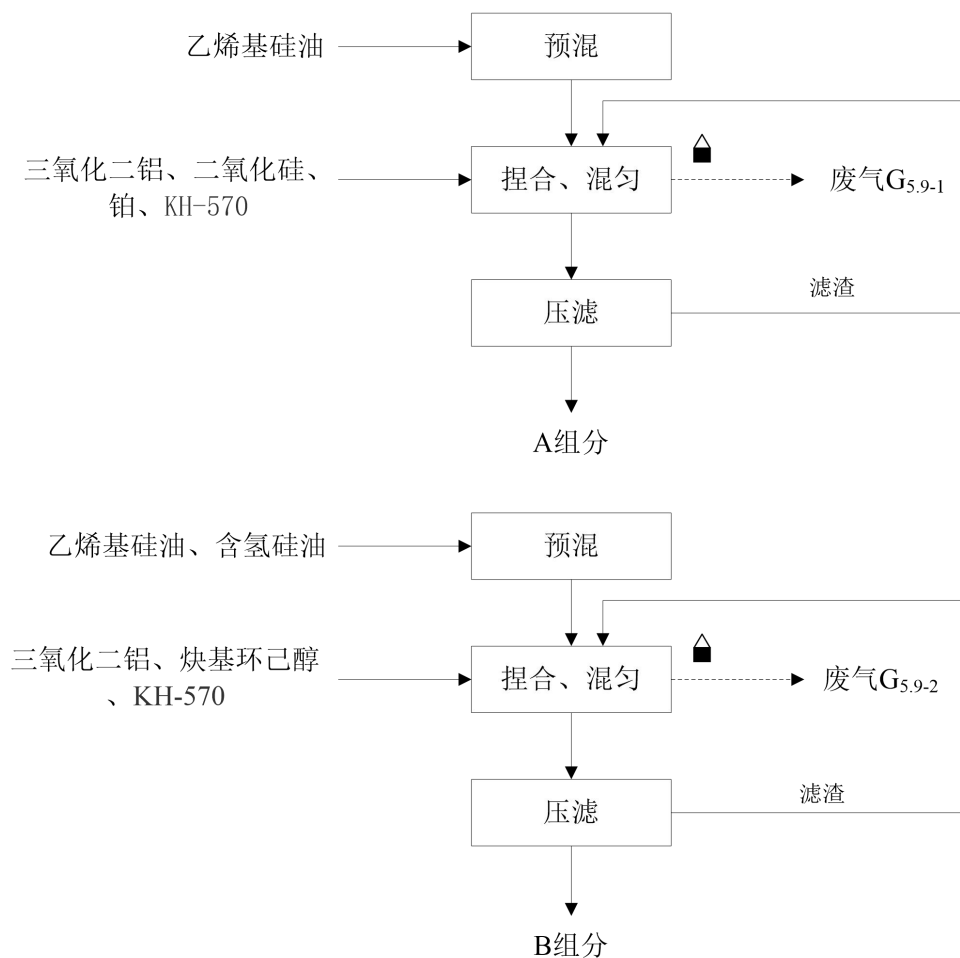 乙烯基硅油
预混
三氧化二铝、二氧化硅、
铂、KH-570
捏合、混匀
废气G5.9-1
压滤
滤渣
A组分
乙烯基硅油、含氢硅油
预混
三氧化二铝、炔基环己醇
、KH-570
捏合、混匀
废气G5.9-2
压滤
滤渣
B组分